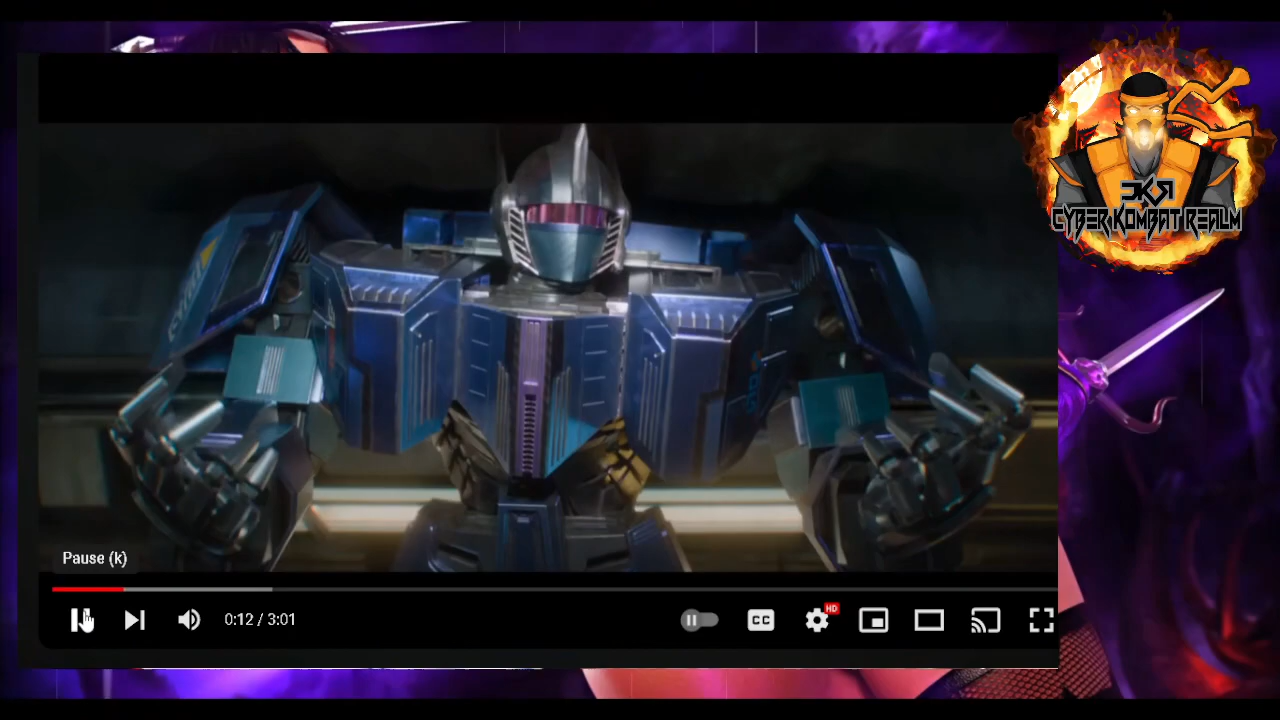 CKR
CYBER KOMBAT REALM
Pause (k)
0:12 / 3:01
CC
HD